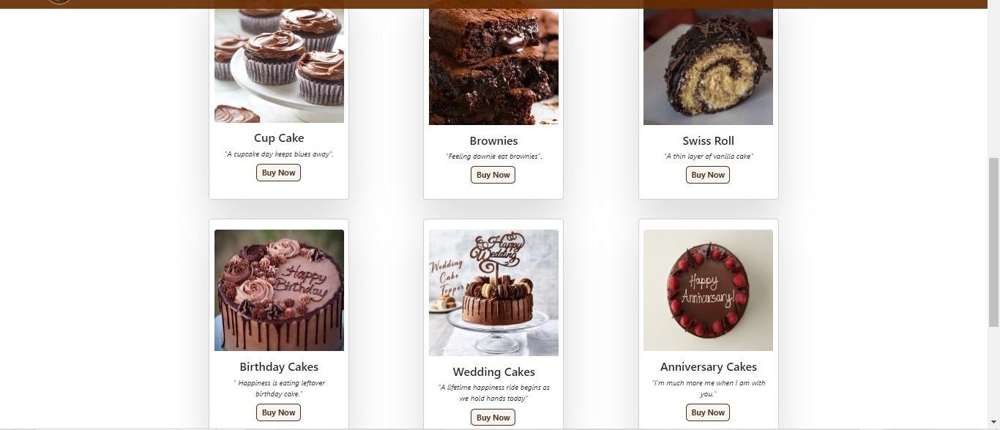 Cup Cake
"A cupcake day keeps blues away".
Buy Now
Brownies
"Feeling downie eat brownies".
Buy Now
Swiss Roll
"A thin layer of vanilla cake"
Buy Now
Happy
Birthday
Birthday Cakes
" Happiness is eating leftover
birthday cake."
Buy Now
Happy
Wedding
Wedding
Cake
Topper
Wedding Cakes
"A lifetime happiness ride begins as
we hold hands today"
Buy Now
Happy
Anniversary!
Anniversary Cakes
"I'm much more me when I am with
you."
Buy Now